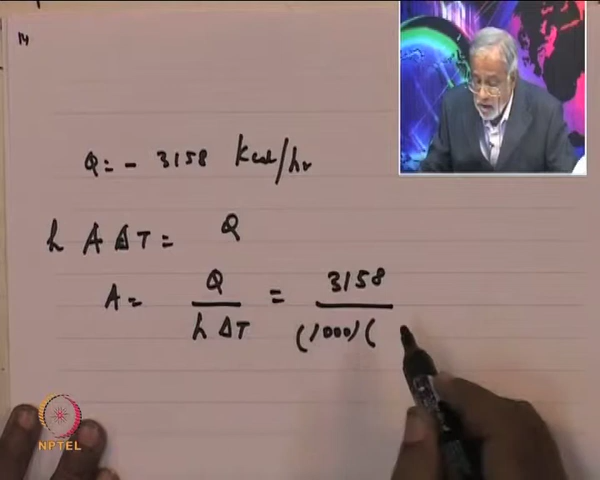 14
Q = - 3158 kcal/hr
h A ΔT = Q
A = Q / h ΔT = 3158 / (1000) (
NPTEL